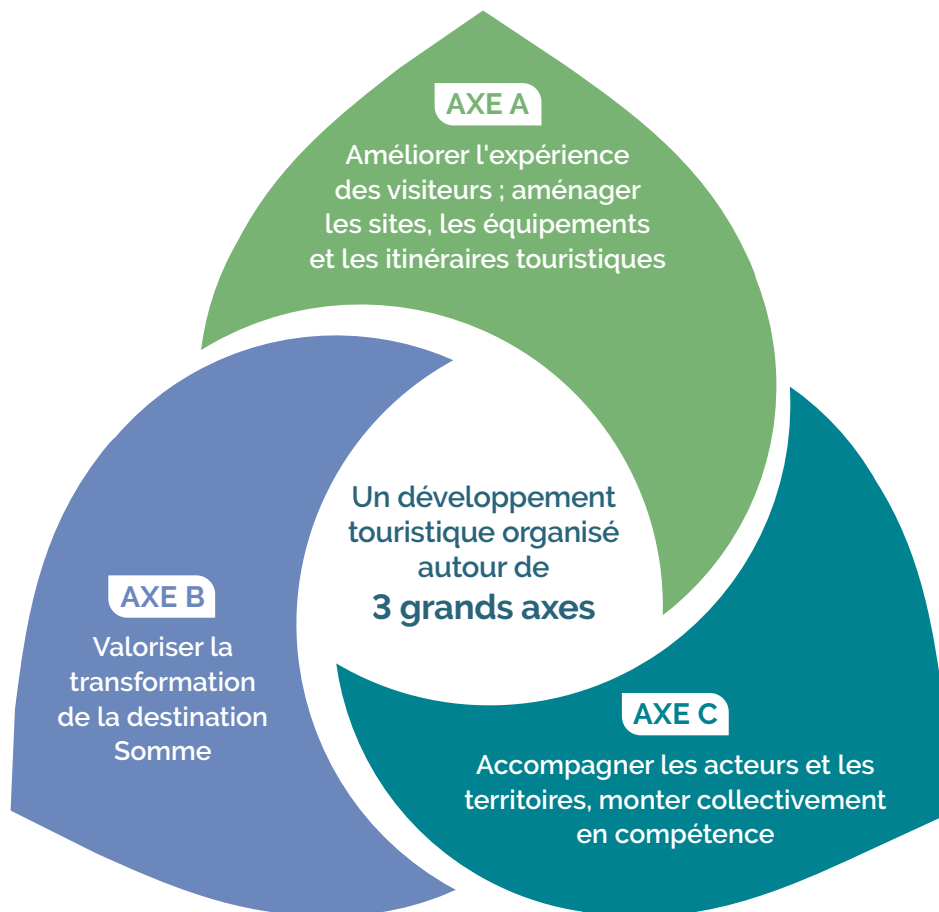 AXE A
Améliorer l'expérience
des visiteurs ; aménager
les sites, les équipements
et les itinéraires touristiques
Un développement
touristique organisé
autour de
3 grands axes
AXE B
Valoriser la
transformation
de la destination
Somme
AXE C
Accompagner les acteurs et les
territoires, monter collectivement
en compétence